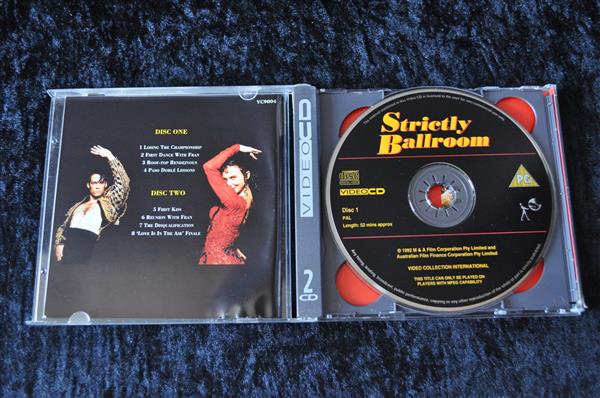 VC9004
DISC ONE
1 LOSING THE CHAMPIONSHIP
2 FIRST DANCE WITH FRAN
3 ROOF-TOP RENDEZVOUS
4 PASO DOBLÉ LESSONS
DISC TWO
5 FIRST KISS
6 REUNION WITH FRAN
7 THE DISQUALIFICATION
8 'LOVE IS IN THE AIR' FINALE
VIDEO CD
2
CD
Strictly
Ballroom
VIDEO CD
PG
Disc 1
PAL
Length: 53 mins approx
© 1992 M & A Film Corporation Pty Limited and
Australian Film Finance Corporation Pty Limited.
VIDEO COLLECTION INTERNATIONAL
THIS TITLE CAN ONLY BE PLAYED ON
PLAYERS WITH MPEG CAPABILITY